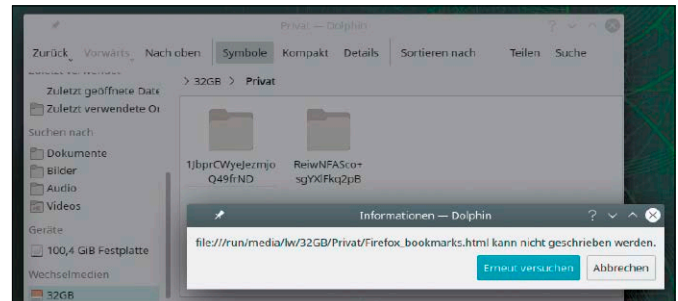 Privat — Dolphin
Zurück Vorwärts Nach oben Symbole Kompakt Details Sortieren nach Teilen Suche
> 32GB > Privat
Zuletzt geöffnete Date
Zuletzt verwendete Or
Suchen nach
Dokumente
Bilder
Audio
Videos
Geräte
100,4 GiB Festplatte
Wechselmedien
32GB
1JbprCWyeJezmjo
Q49frND
ReiwNFASco+
sgYXlFkq2pB
Informationen — Dolphin
file:///run/media/lw/32GB/Privat/Firefox_bookmarks.html kann nicht geschrieben werden.
Erneut versuchen Abbrechen